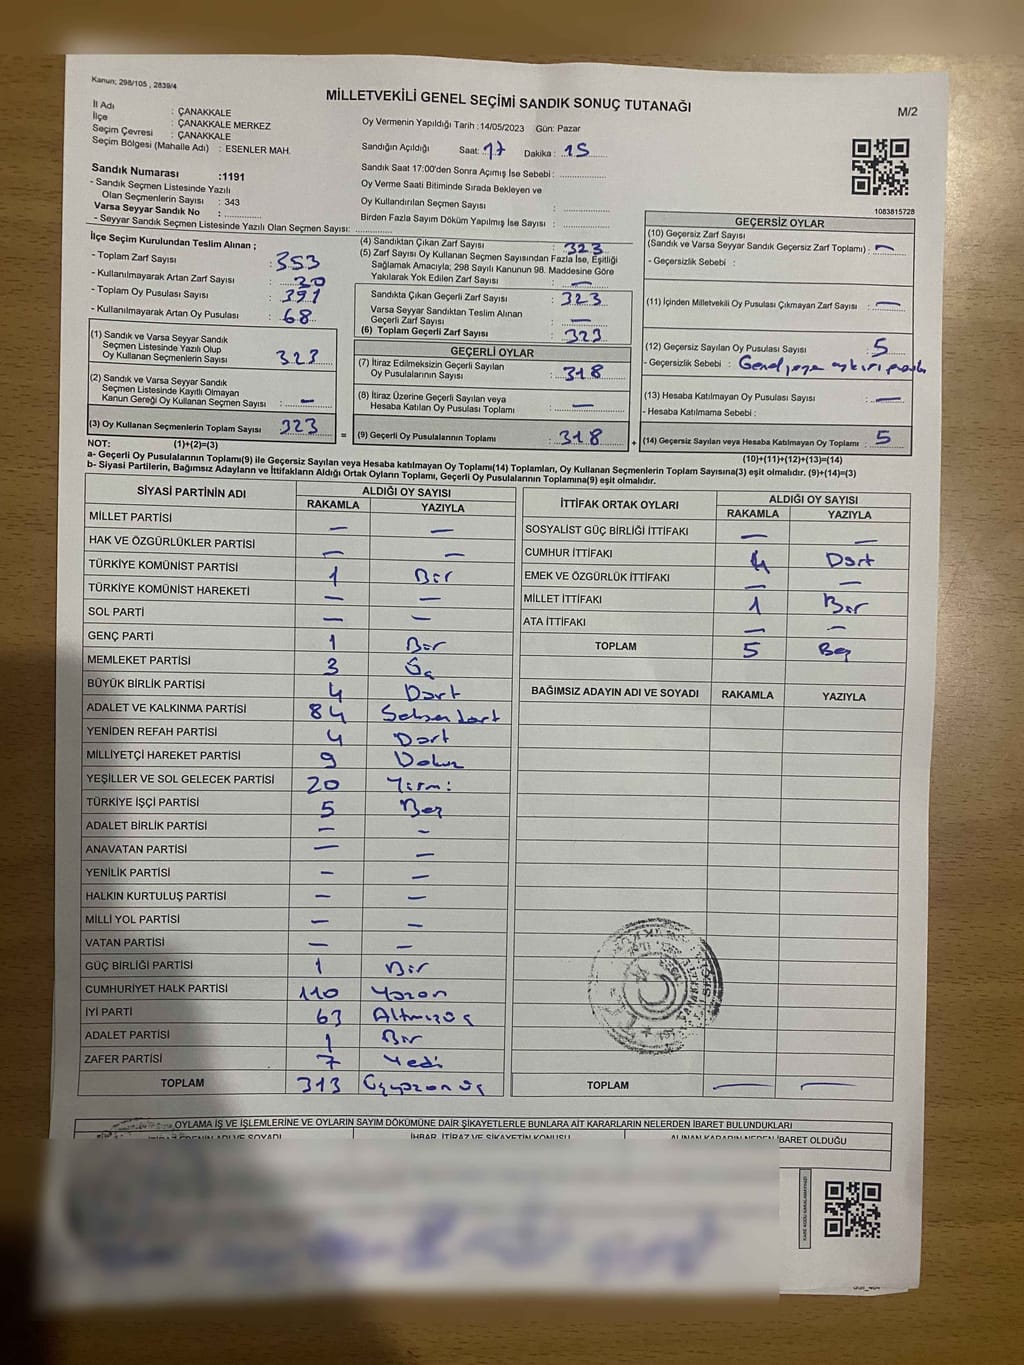 Kanun; 298/105 , 2839/4
MİLLETVEKİLİ GENEL SEÇİMİ SANDIK SONUÇ TUTANAĞI
M/2
İl Adı : ÇANAKKALE
İlçe : ÇANAKKALE MERKEZ
Seçim Çevresi : ÇANAKKALE
Seçim Bölgesi (Mahalle Adı) : ESENLER MAH.
Sandık Numarası :1191
- Sandık Seçmen Listesinde Yazılı
Olan Seçmenlerin Sayısı : 343
Varsa Seyyar Sandık No :
- Seyyar Sandık Seçmen Listesinde Yazılı Olan Seçmen Sayısı:
Oy Vermenin Yapıldığı Tarih :14/05/2023 Gün: Pazar
Sandığın Açıldığı Saat: 17 Dakika : 15
Sandık Saat 17:00'den Sonra Açımış İse Sebebi :
Oy Verme Saati Bitiminde Sırada Bekleyen ve
Oy Kullandırılan Seçmen Sayısı :
Birden Fazla Sayım Döküm Yapılmış İse Sayısı :
1083815728
İlçe Seçim Kurulundan Teslim Alınan ;
- Toplam Zarf Sayısı : 353
- Kullanılmayarak Artan Zarf Sayısı : 30
- Toplam Oy Pusulası Sayısı : 391
- Kullanılmayarak Artan Oy Pusulası : 68
(1) Sandık ve Varsa Seyyar Sandık
Seçmen Listesinde Yazılı Olup
Oy Kullanan Seçmenlerin Sayısı : 323
(2) Sandık ve Varsa Seyyar Sandık
Seçmen Listesinde Kayıtlı Olmayan
Kanun Gereği Oy Kullanan Seçmen Sayısı : —
(3) Oy Kullanan Seçmenlerin Toplam Sayısı 323
(4) Sandıktan Çıkan Zarf Sayısı : 323
(5) Zarf Sayısı Oy Kullanan Seçmen Sayısından Fazla İse, Eşitliği
Sağlamak Amacıyla; 298 Sayılı Kanunun 98. Maddesine Göre
Yakılarak Yok Edilen Zarf Sayısı : —
Sandıkta Çıkan Geçerli Zarf Sayısı : 323
Varsa Seyyar Sandıktan Teslim Alınan
Geçerli Zarf Sayısı : —
(6) Toplam Geçerli Zarf Sayısı : 323
GEÇERLİ OYLAR
(7) İtiraz Edilmeksizin Geçerli Sayılan
Oy Pusulalarının Sayısı : 318
(8) İtiraz Üzerine Geçerli Sayılan veya
Hesaba Katılan Oy Pusulası Toplamı : —
= (9) Geçerli Oy Pusulalarının Toplamı : 318
GEÇERSİZ OYLAR
(10) Geçersiz Zarf Sayısı
(Sandık ve Varsa Seyyar Sandık Geçersiz Zarf Toplamı) : —
- Geçersizlik Sebebi :
(11) İçinden Milletvekili Oy Pusulası Çıkmayan Zarf Sayısı : —
(12) Geçersiz Sayılan Oy Pusulası Sayısı : 5
- Geçersizlik Sebebi :
(13) Hesaba Katılmayan Oy Pusulası Sayısı : —
- Hesaba Katılmama Sebebi :
+ (14) Geçersiz Sayılan veya Hesaba Katılmayan Oy Toplamı : 5
NOT: (1)+(2)=(3)
(10)+(11)+(12)+(13)=(14)
a- Geçerli Oy Pusulalarının Toplamı(9) ile Geçersiz Sayılan veya Hesaba katılmayan Oy Toplamı(14) Toplamları, Oy Kullanan Seçmenlerin Toplam Sayısına(3) eşit olmalıdır. (9)+(14)=(3)
b- Siyasi Partilerin, Bağımsız Adayların ve İttifakların Aldığı Ortak Oyların Toplamı, Geçerli Oy Pusulalarının Toplamına(9) eşit olmalıdır.
SİYASİ PARTİNİN ADI ALDIĞI OY SAYISI
RAKAMLA YAZIYLA
MİLLET PARTİSİ — —
HAK VE ÖZGÜRLÜKLER PARTİSİ — —
TÜRKİYE KOMÜNİST PARTİSİ 1 Bir
TÜRKİYE KOMÜNİST HAREKETİ — —
SOL PARTİ — —
GENÇ PARTİ 1 Bir
MEMLEKET PARTİSİ 3 Üç
BÜYÜK BİRLİK PARTİSİ 4 Dört
ADALET VE KALKINMA PARTİSİ 84 Seksendört
YENİDEN REFAH PARTİSİ 4 Dört
MİLLİYETÇİ HAREKET PARTİSİ 9 Dokuz
YEŞİLLER VE SOL GELECEK PARTİSİ 20 Yirmi
TÜRKİYE İŞÇİ PARTİSİ 5 Beş
ADALET BİRLİK PARTİSİ — —
ANAVATAN PARTİSİ — —
YENİLİK PARTİSİ — —
HALKIN KURTULUŞ PARTİSİ — —
MİLLİ YOL PARTİSİ — —
VATAN PARTİSİ — —
GÜÇ BİRLİĞİ PARTİSİ 1 Bir
CUMHURİYET HALK PARTİSİ 110 Yüzon
İYİ PARTİ 63 Altmışüç
ADALET PARTİSİ 1 Bir
ZAFER PARTİSİ 7 Yedi
TOPLAM 313 Üçyüzonüç
İTTİFAK ORTAK OYLARI ALDIĞI OY SAYISI
RAKAMLA YAZIYLA
SOSYALİST GÜÇ BİRLİĞİ İTTİFAKI — —
CUMHUR İTTİFAKI 4 Dört
EMEK VE ÖZGÜRLÜK İTTİFAKI — —
MİLLET İTTİFAKI 1 Bir
ATA İTTİFAKI — —
TOPLAM 5 Beş
BAĞIMSIZ ADAYIN ADI VE SOYADI RAKAMLA YAZIYLA
TOPLAM — —
OYLAMA İŞ VE İŞLEMLERİNE VE OYLARIN SAYIM DÖKÜMÜNE DAİR ŞİKAYETLERLE BUNLARA AİT KARARLARIN NELERDEN İBARET BULUNDUKLARI
İTİRAZ EDENİN ADI VE SOYADI İHBAR, İTİRAZ VE ŞİKAYETİN KONUSU ALINAN KARARIN NEDEN İBARET OLDUĞU